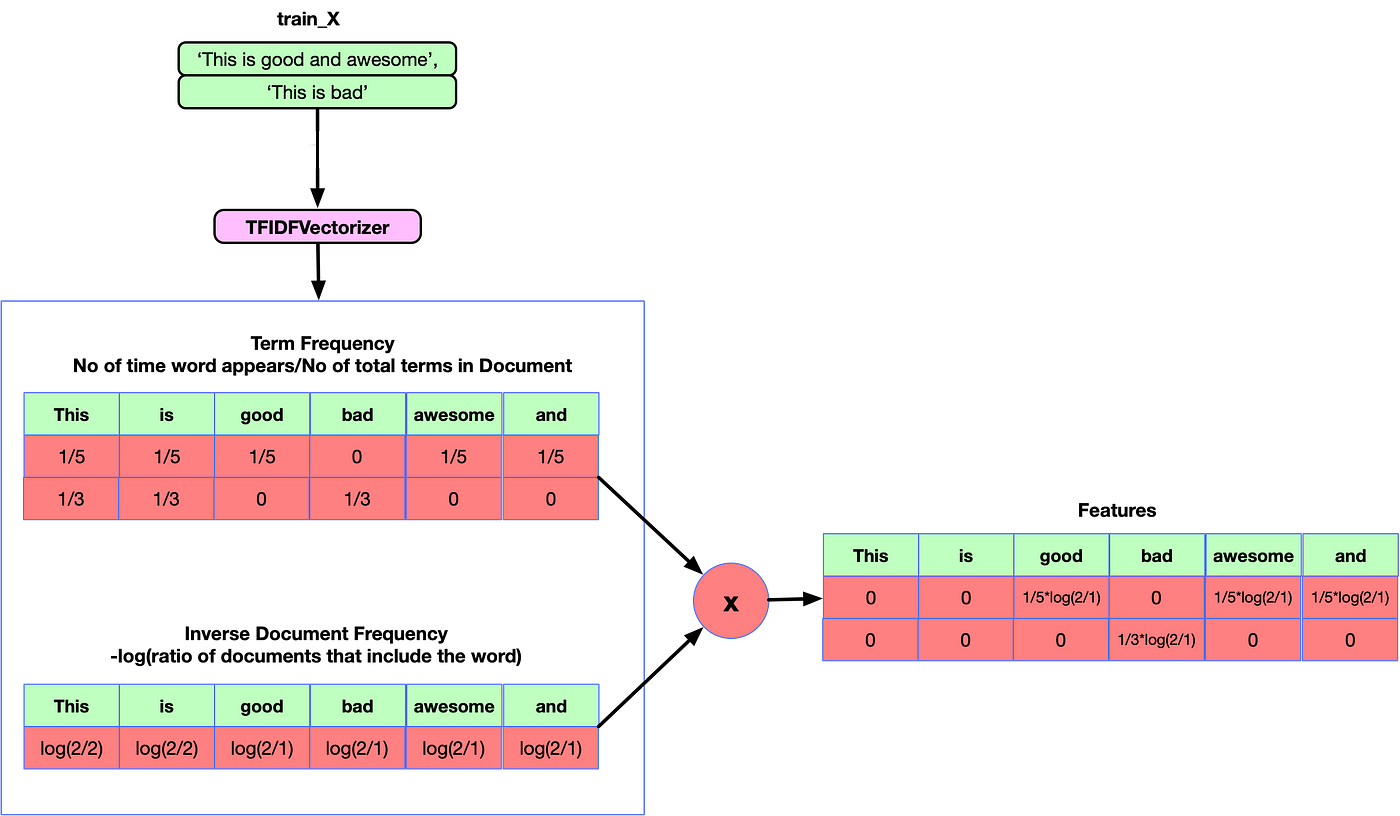 train_X
‘This is good and awesome’,
‘This is bad’
TFIDFVectorizer
Term Frequency
No of time word appears/No of total terms in Document
This is good bad awesome and
1/5 1/5 1/5 0 1/5 1/5
1/3 1/3 0 1/3 0 0
Inverse Document Frequency
-log(ratio of documents that include the word)
This is good bad awesome and
log(2/2) log(2/2) log(2/1) log(2/1) log(2/1) log(2/1)
x
Features
This is good bad awesome and
0 0 1/5*log(2/1) 0 1/5*log(2/1) 1/5*log(2/1)
0 0 0 1/3*log(2/1) 0 0